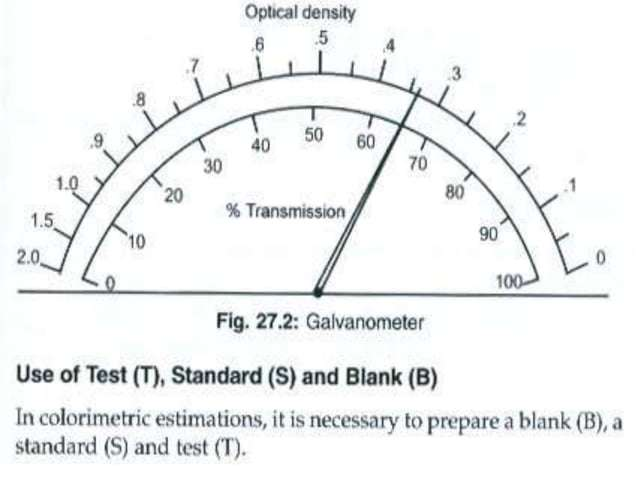 Optical density
2.0 1.5 1.0 .9 .8 .7 .6 .5 .4 .3 .2 .1 0
0 10 20 30 40 50 60 70 80 90 100
% Transmission
Fig. 27.2: Galvanometer
Use of Test (T), Standard (S) and Blank (B)
In colorimetric estimations, it is necessary to prepare a blank (B), a
standard (S) and test (T).